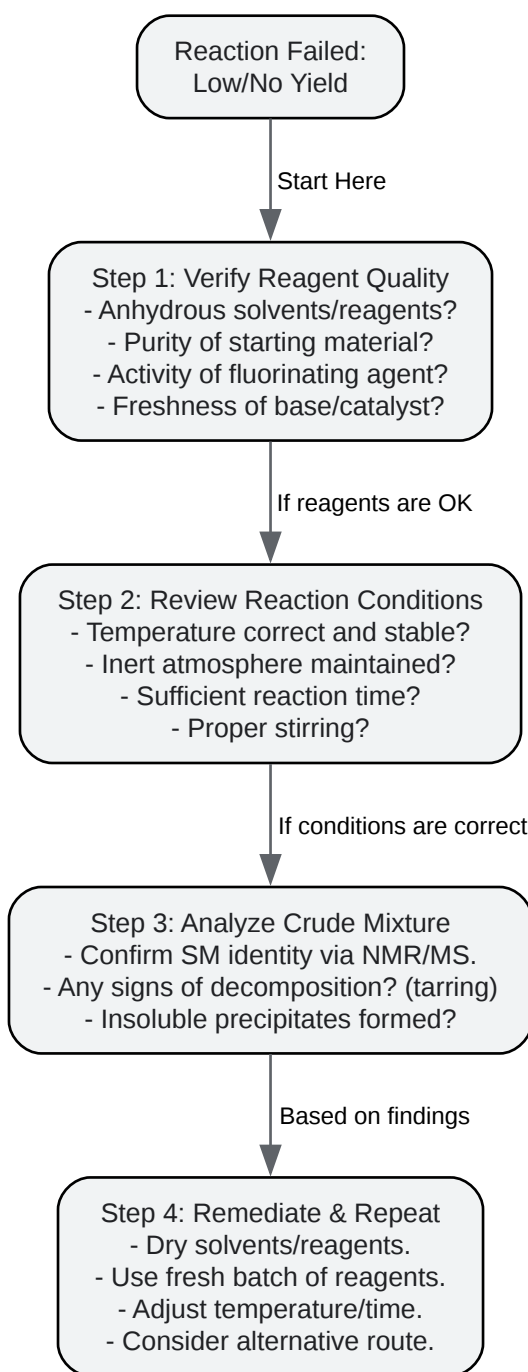 Reaction Failed:
Low/No Yield
Start Here
Step 1: Verify Reagent Quality
- Anhydrous solvents/reagents?
- Purity of starting material?
- Activity of fluorinating agent?
- Freshness of base/catalyst?
If reagents are OK
Step 2: Review Reaction Conditions
- Temperature correct and stable?
- Inert atmosphere maintained?
- Sufficient reaction time?
- Proper stirring?
If conditions are correct
Step 3: Analyze Crude Mixture
- Confirm SM identity via NMR/MS.
- Any signs of decomposition? (tarring)
- Insoluble precipitates formed?
Based on findings
Step 4: Remediate & Repeat
- Dry solvents/reagents.
- Use fresh batch of reagents.
- Adjust temperature/time.
- Consider alternative route.